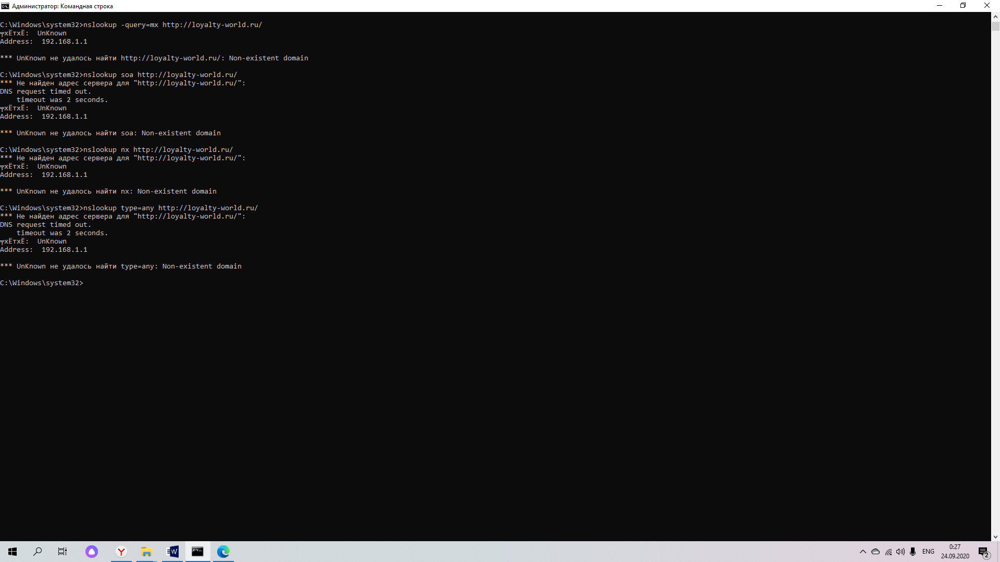 Администратор: Командная строка
C:\Windows\system32>nslookup -query=mx http://loyalty-world.ru/
╤хЁтхЁ:  UnKnown
Address:  192.168.1.1
*** UnKnown не удалось найти http://loyalty-world.ru/: Non-existent domain
C:\Windows\system32>nslookup soa http://loyalty-world.ru/
*** Не найден адрес сервера для "http://loyalty-world.ru/":
DNS request timed out.
    timeout was 2 seconds.
╤хЁтхЁ:  UnKnown
Address:  192.168.1.1
*** UnKnown не удалось найти soa: Non-existent domain
C:\Windows\system32>nslookup nx http://loyalty-world.ru/
*** Не найден адрес сервера для "http://loyalty-world.ru/":
╤хЁтхЁ:  UnKnown
Address:  192.168.1.1
*** UnKnown не удалось найти nx: Non-existent domain
C:\Windows\system32>nslookup type=any http://loyalty-world.ru/
*** Не найден адрес сервера для "http://loyalty-world.ru/":
DNS request timed out.
    timeout was 2 seconds.
╤хЁтхЁ:  UnKnown
Address:  192.168.1.1
*** UnKnown не удалось найти type=any: Non-existent domain
C:\Windows\system32>
ENG
0:27
24.09.2020
2